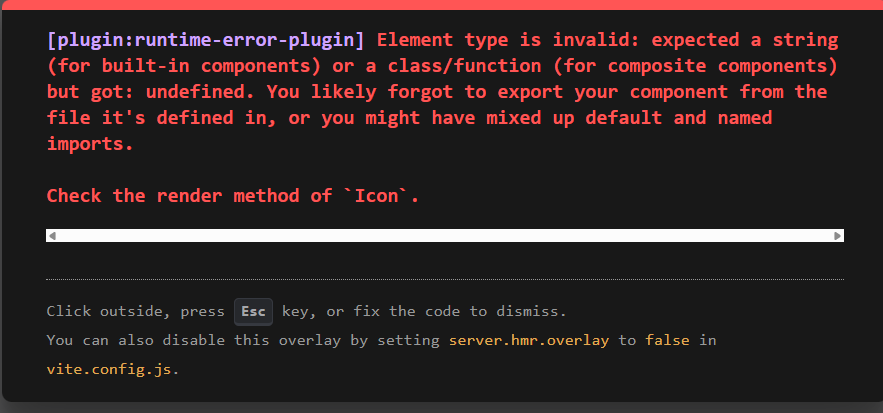 [plugin:runtime-error-plugin] Element type is invalid: expected a string
(for built-in components) or a class/function (for composite components)
but got: undefined. You likely forgot to export your component from the
file it's defined in, or you might have mixed up default and named
imports.
Check the render method of `Icon`.
Click outside, press Esc key, or fix the code to dismiss.
You can also disable this overlay by setting server.hmr.overlay to false in
vite.config.js.